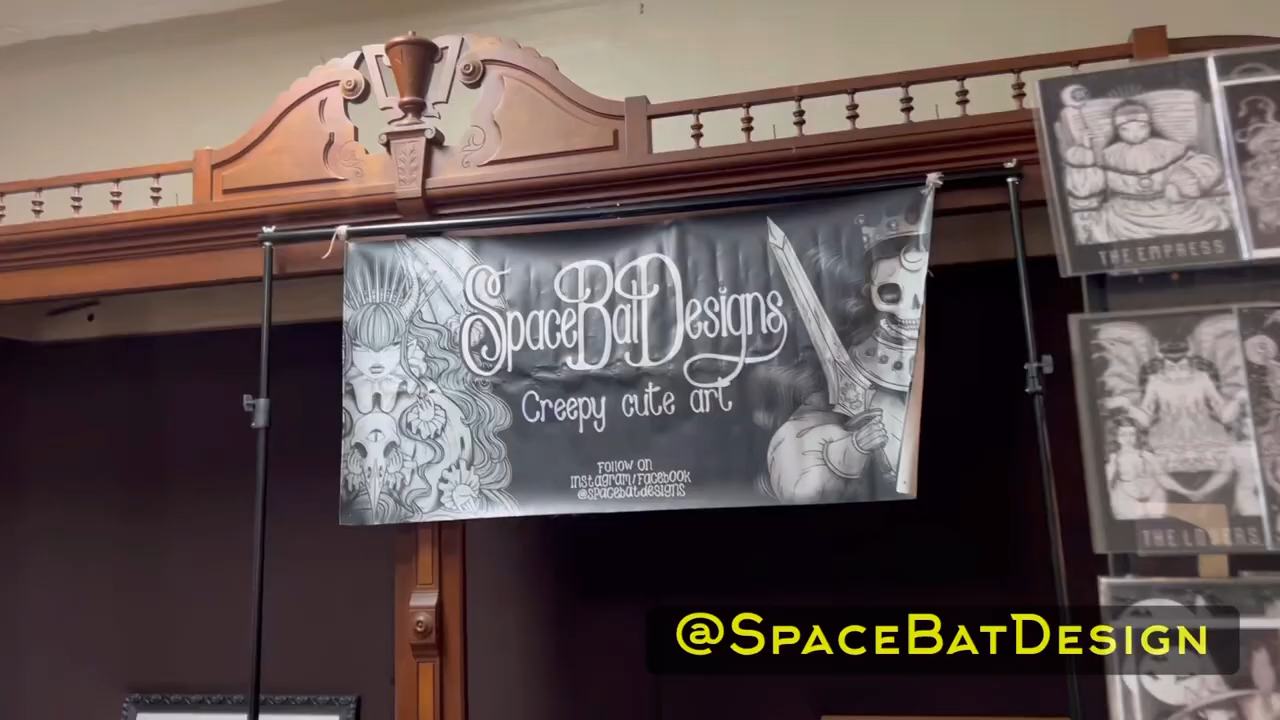 SpaceBatDesigns
Creepy cute art
Follow on
Instagram/Facebook
@spacebatdesigns
THE EMPRESS
THE LOVERS
@SpaceBatDesign